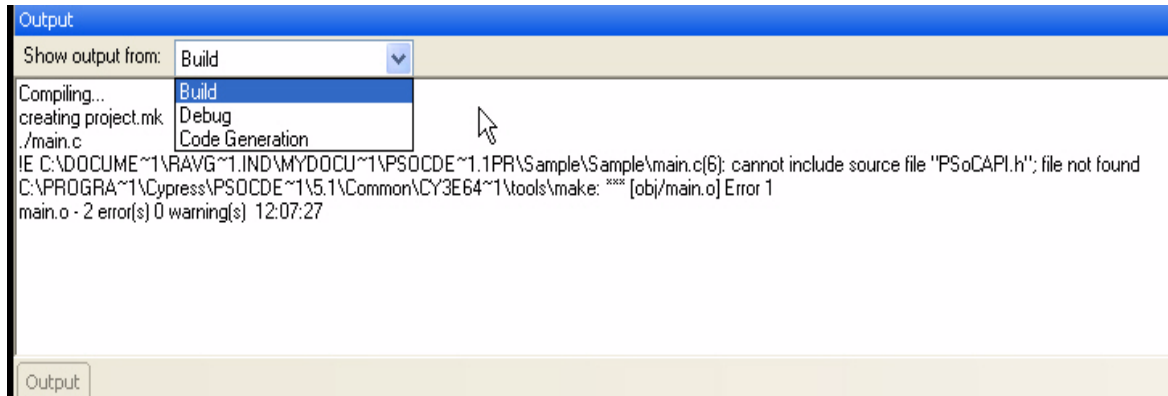 Output
Show output from: Build
Build
Debug
Code Generation
Compiling...
creating project.mk
./main.c
!E C:\DOCUME~1\RAVG~1.IND\MYDOCU~1\PSOCDE~1.1PR\Sample\Sample\main.c(6): cannot include source file "PSoCAPI.h"; file not found
C:\PROGRA~1\Cypress\PSOCDE~1\5.1\Common\CY3E64~1\tools\make: *** [obj/main.o] Error 1
main.o - 2 error(s) 0 warning(s) 12:07:27
Output